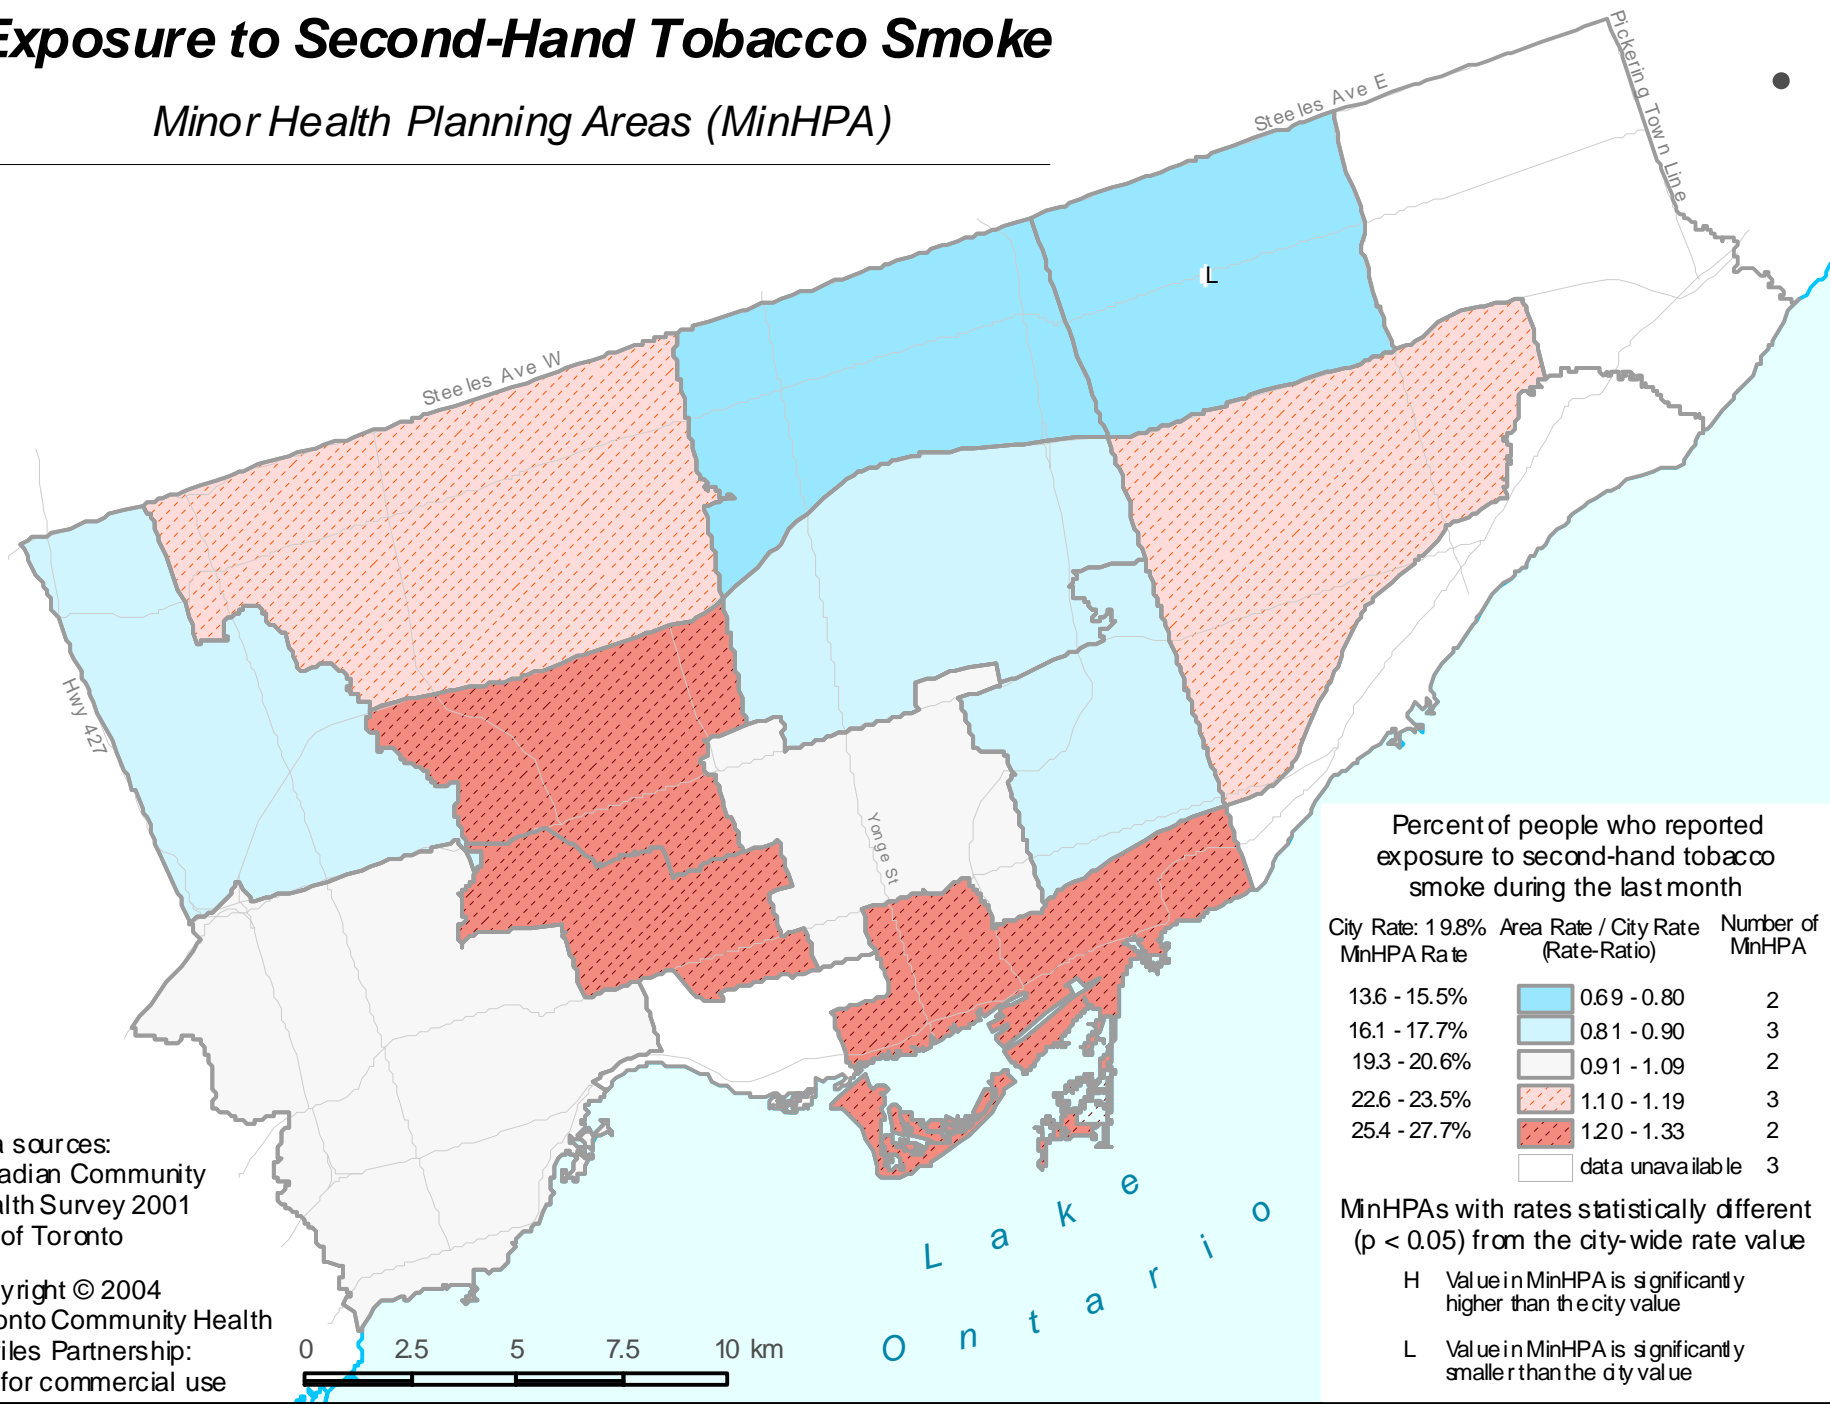 Exposure to Second-Hand Tobacco Smoke
Minor Health Planning Areas (MinHPA)
Steeles Ave E
Pickering Town Line
L
Steeles Ave W
Hwy 427
Yonge St
Percent of people who reported
exposure to second-hand tobacco
smoke during the last month
City Rate: 19.8% Area Rate / City Rate Number of
MinHPA Rate (Rate-Ratio) MinHPA
13.6 - 15.5% 0.69 - 0.80 2
16.1 - 17.7% 0.81 - 0.90 3
19.3 - 20.6% 0.91 - 1.09 2
22.6 - 23.5% 1.10 - 1.19 3
25.4 - 27.7% 1.20 - 1.33 2
data unavailable 3
MinHPAs with rates statistically different
(p < 0.05) from the city-wide rate value
H Value in MinHPA is significantly
higher than the city value
L Value in MinHPA is significantly
smaller than the city value
a sources:
adian Community
alth Survey 2001
of Toronto
yright © 2004
onto Community Health
files Partnership:
for commercial use
0 2.5 5 7.5 10 km
Lake
Ontario